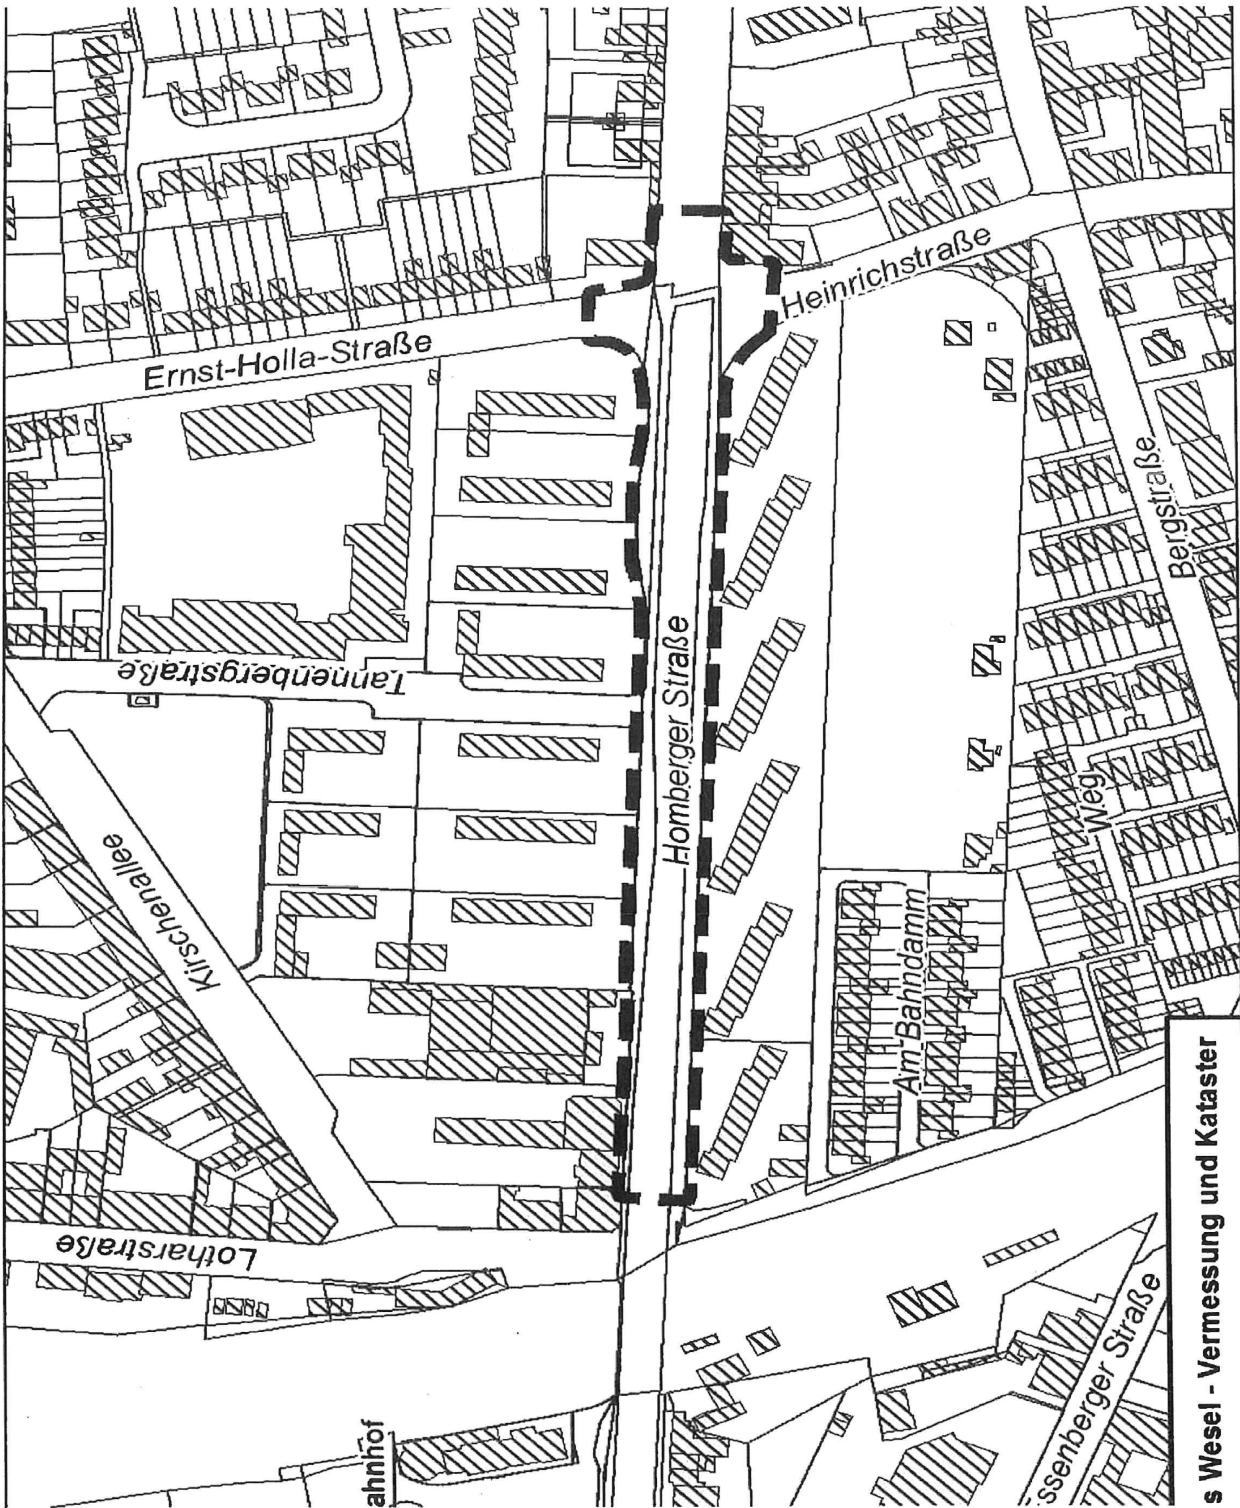 Ernst-Holla-Straße
Heinrichstraße
Tannenbergstraße
Bergstraße
Homberger Straße
Kirschenallee
Weg
Am Bahndamm
Lotharstraße
ssenberger Straße
ahnhof
s Wesel - Vermessung und Kataster